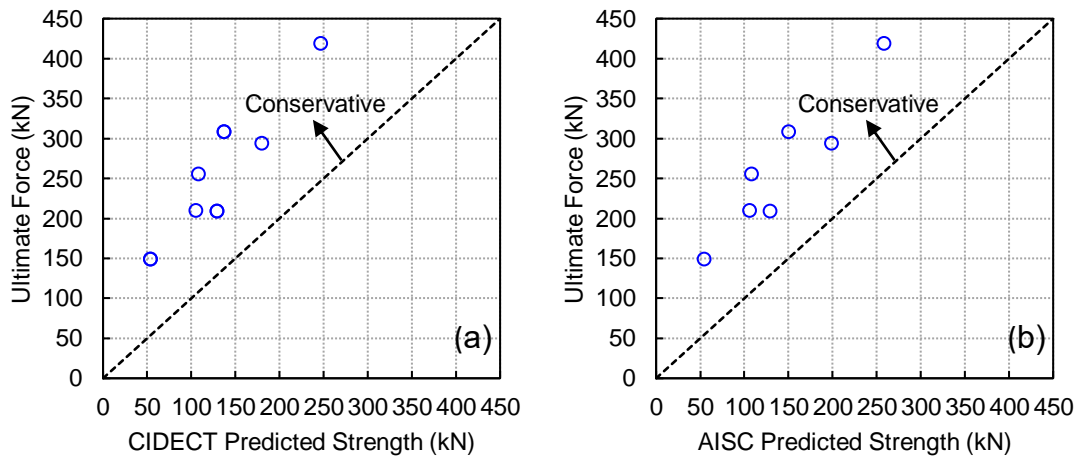 450
400
350
300
250
200
150
100
50
0
Ultimate Force (kN)
Conservative
(a)
0 50 100 150 200 250 300 350 400 450
CIDECT Predicted Strength (kN)
450
400
350
300
250
200
150
100
50
0
Ultimate Force (kN)
Conservative
(b)
0 50 100 150 200 250 300 350 400 450
AISC Predicted Strength (kN)